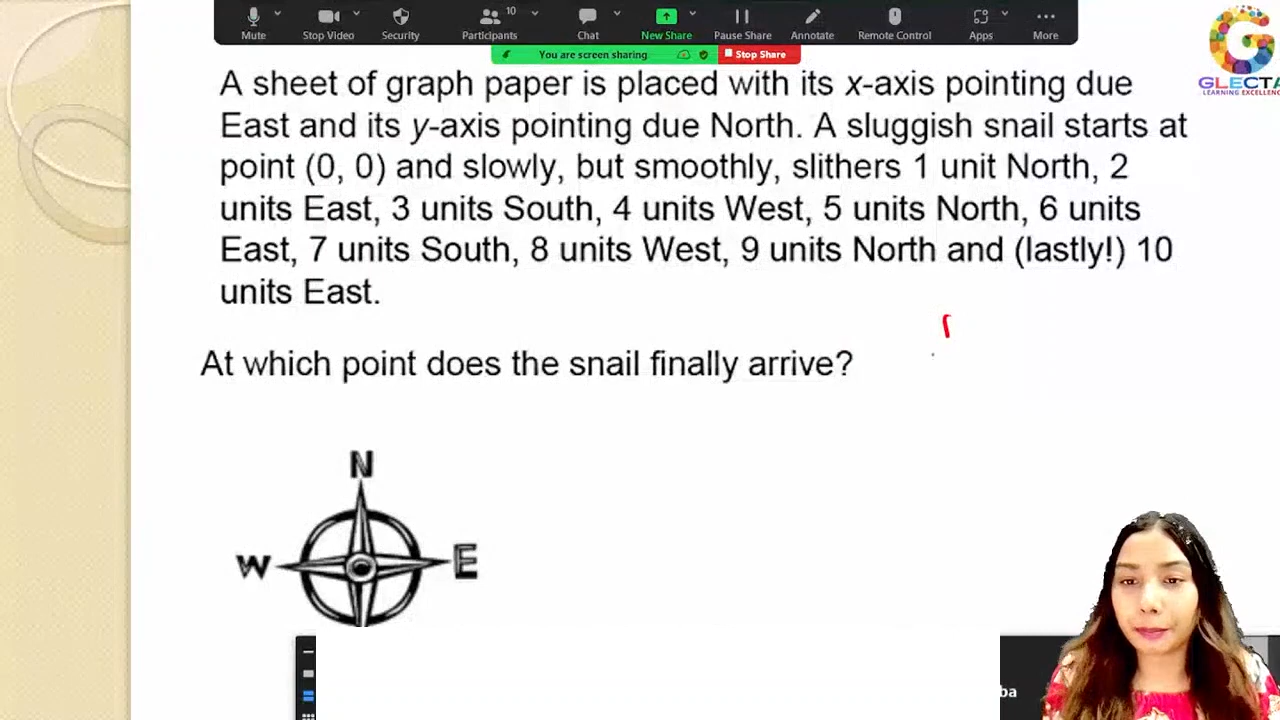 10
Mute
Stop Video
Security
Participants
Chat
New Share
Pause Share
Annotate
Remote Control
Apps
More
You are screen sharing
Stop Share
G
GLECTA
LEARNING EXCELLENC
A sheet of graph paper is placed with its x-axis pointing due
East and its y-axis pointing due North. A sluggish snail starts at
point (0, 0) and slowly, but smoothly, slithers 1 unit North, 2
units East, 3 units South, 4 units West, 5 units North, 6 units
East, 7 units South, 8 units West, 9 units North and (lastly!) 10
units East.
At which point does the snail finally arrive?
N
W
E
ba